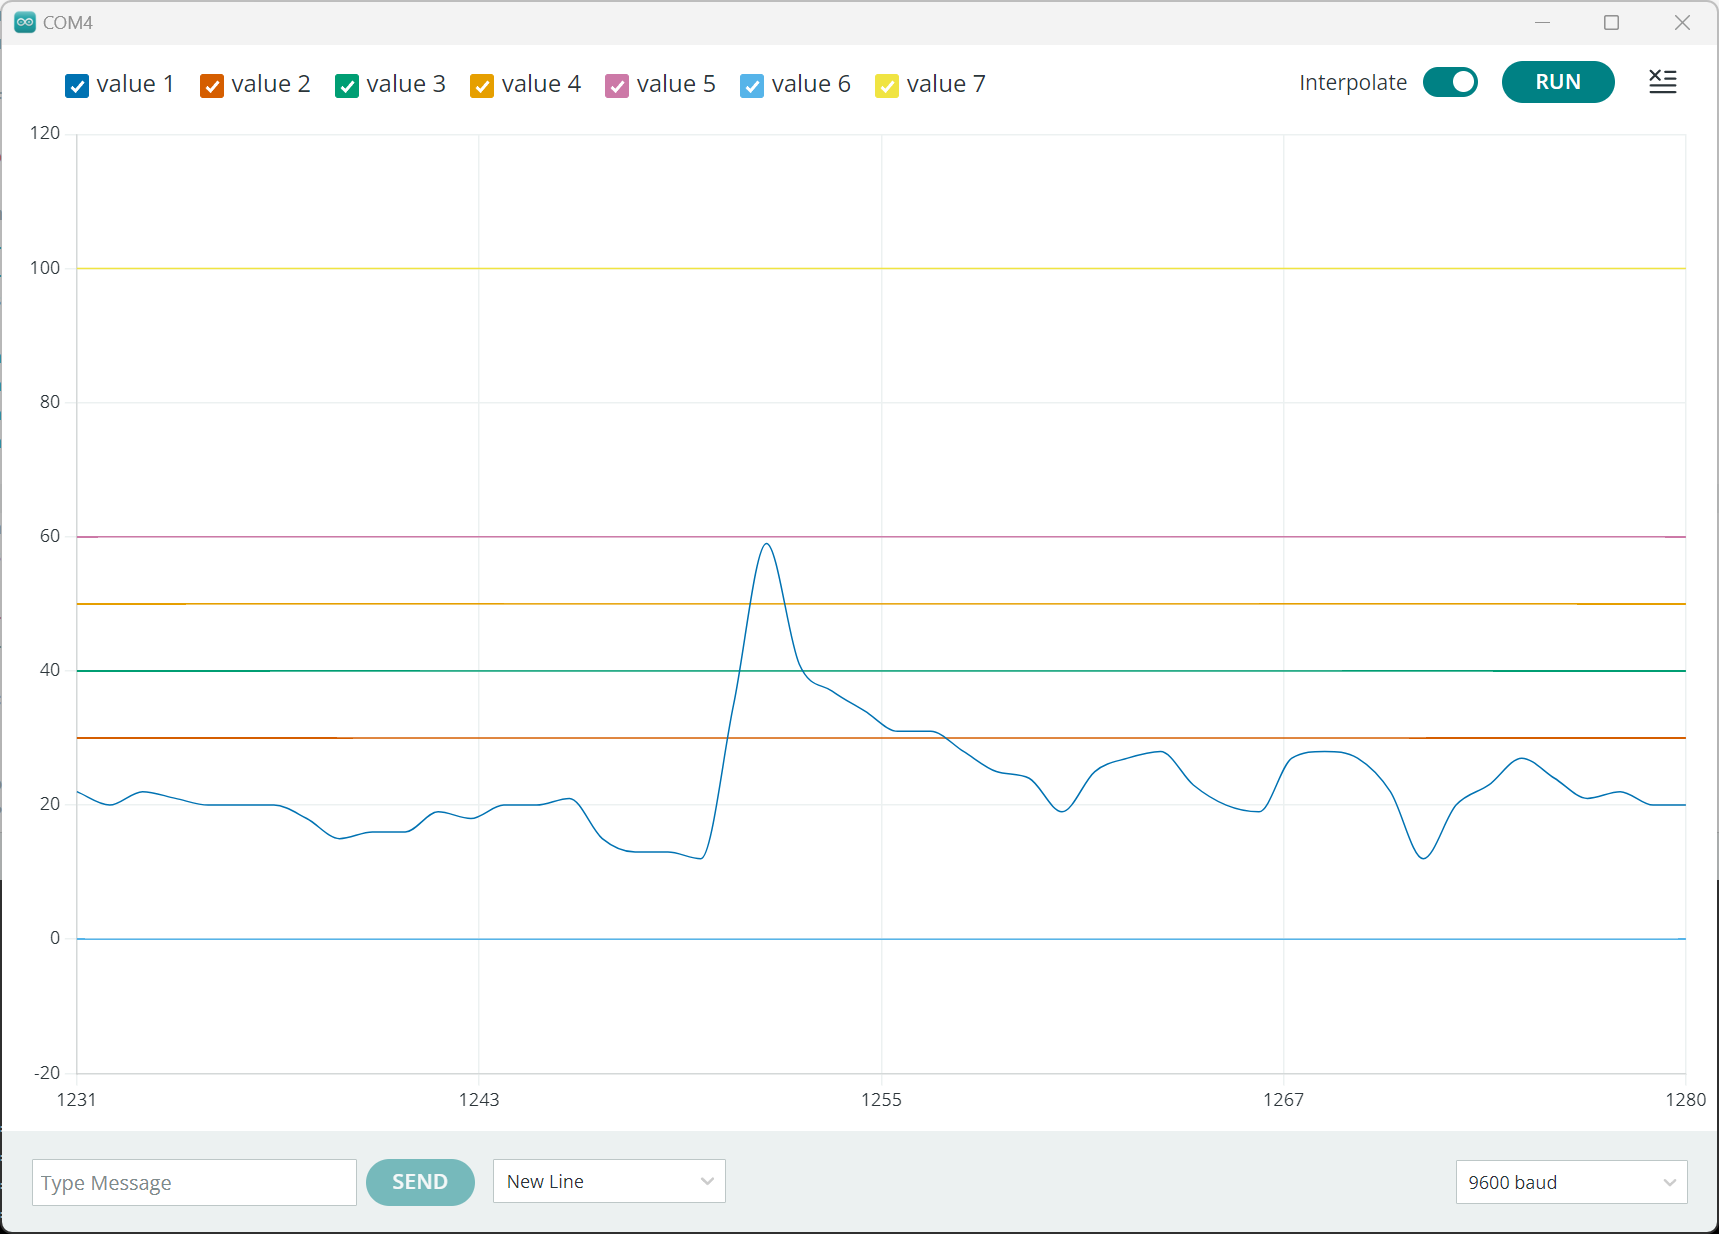 COM4
value 1 value 2 value 3 value 4 value 5 value 6 value 7 Interpolate RUN
120
100
80
60
40
20
0
-20
1231 1243 1255 1267 1280
Type Message SEND New Line 9600 baud